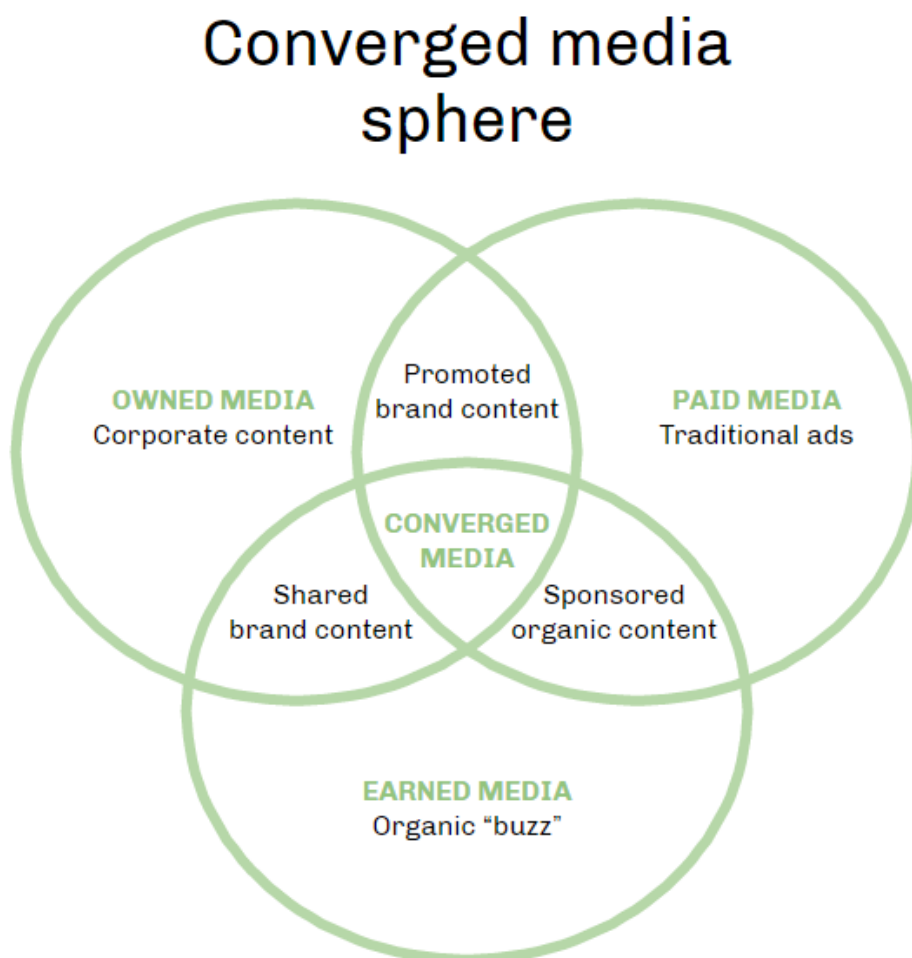 Converged media
sphere
Promoted
brand content
OWNED MEDIA
Corporate content
PAID MEDIA
Traditional ads
CONVERGED
MEDIA
Shared
brand content
Sponsored
organic content
EARNED MEDIA
Organic “buzz”